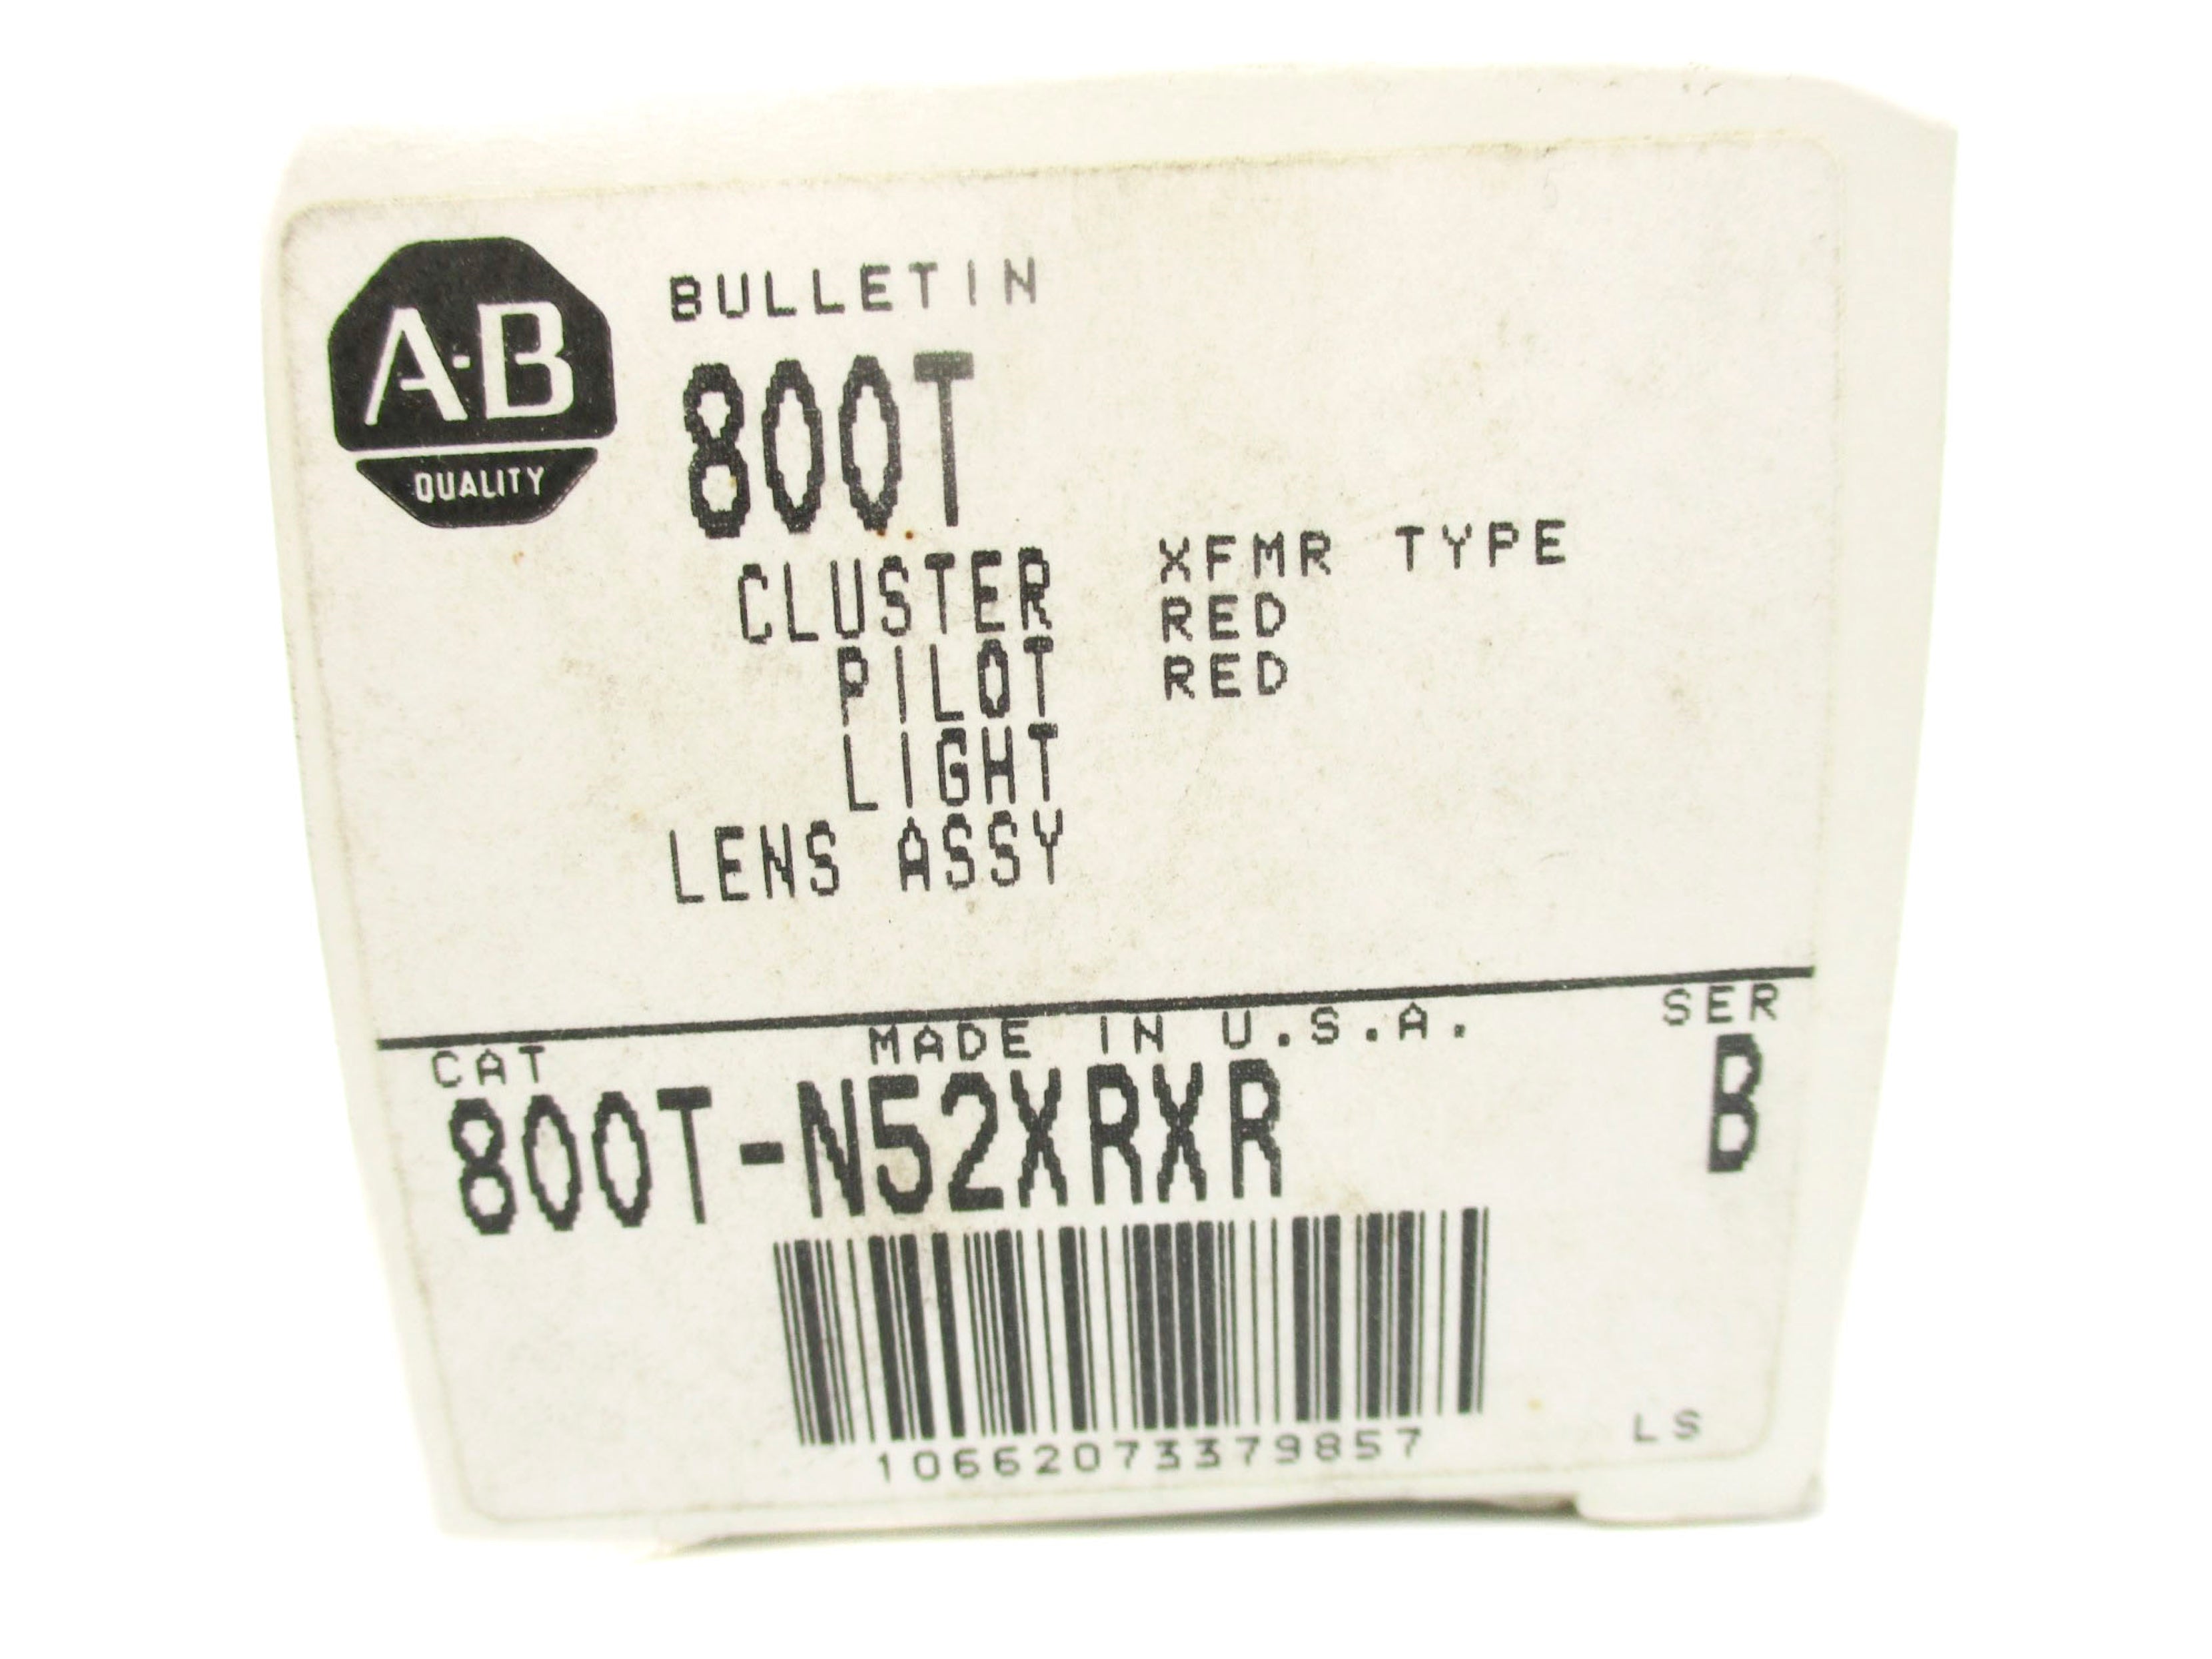 A-B
QUALITY
BULLETIN
800T
CLUSTER XFMR TYPE
PILOT RED
LIGHT RED
LENS ASSY
CAT MADE IN U.S.A. SER
800T-N52XRXR B
10662073379857
LS